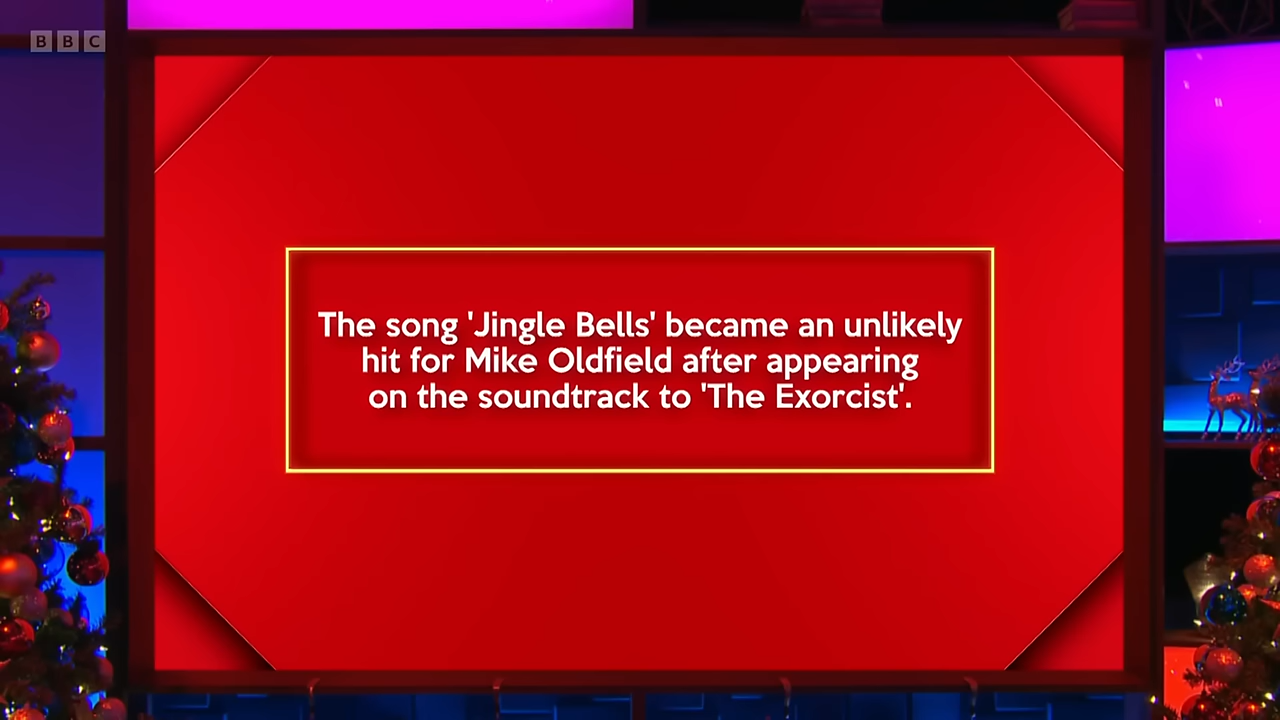 BBC
The song 'Jingle Bells' became an unlikely
hit for Mike Oldfield after appearing
on the soundtrack to 'The Exorcist'.